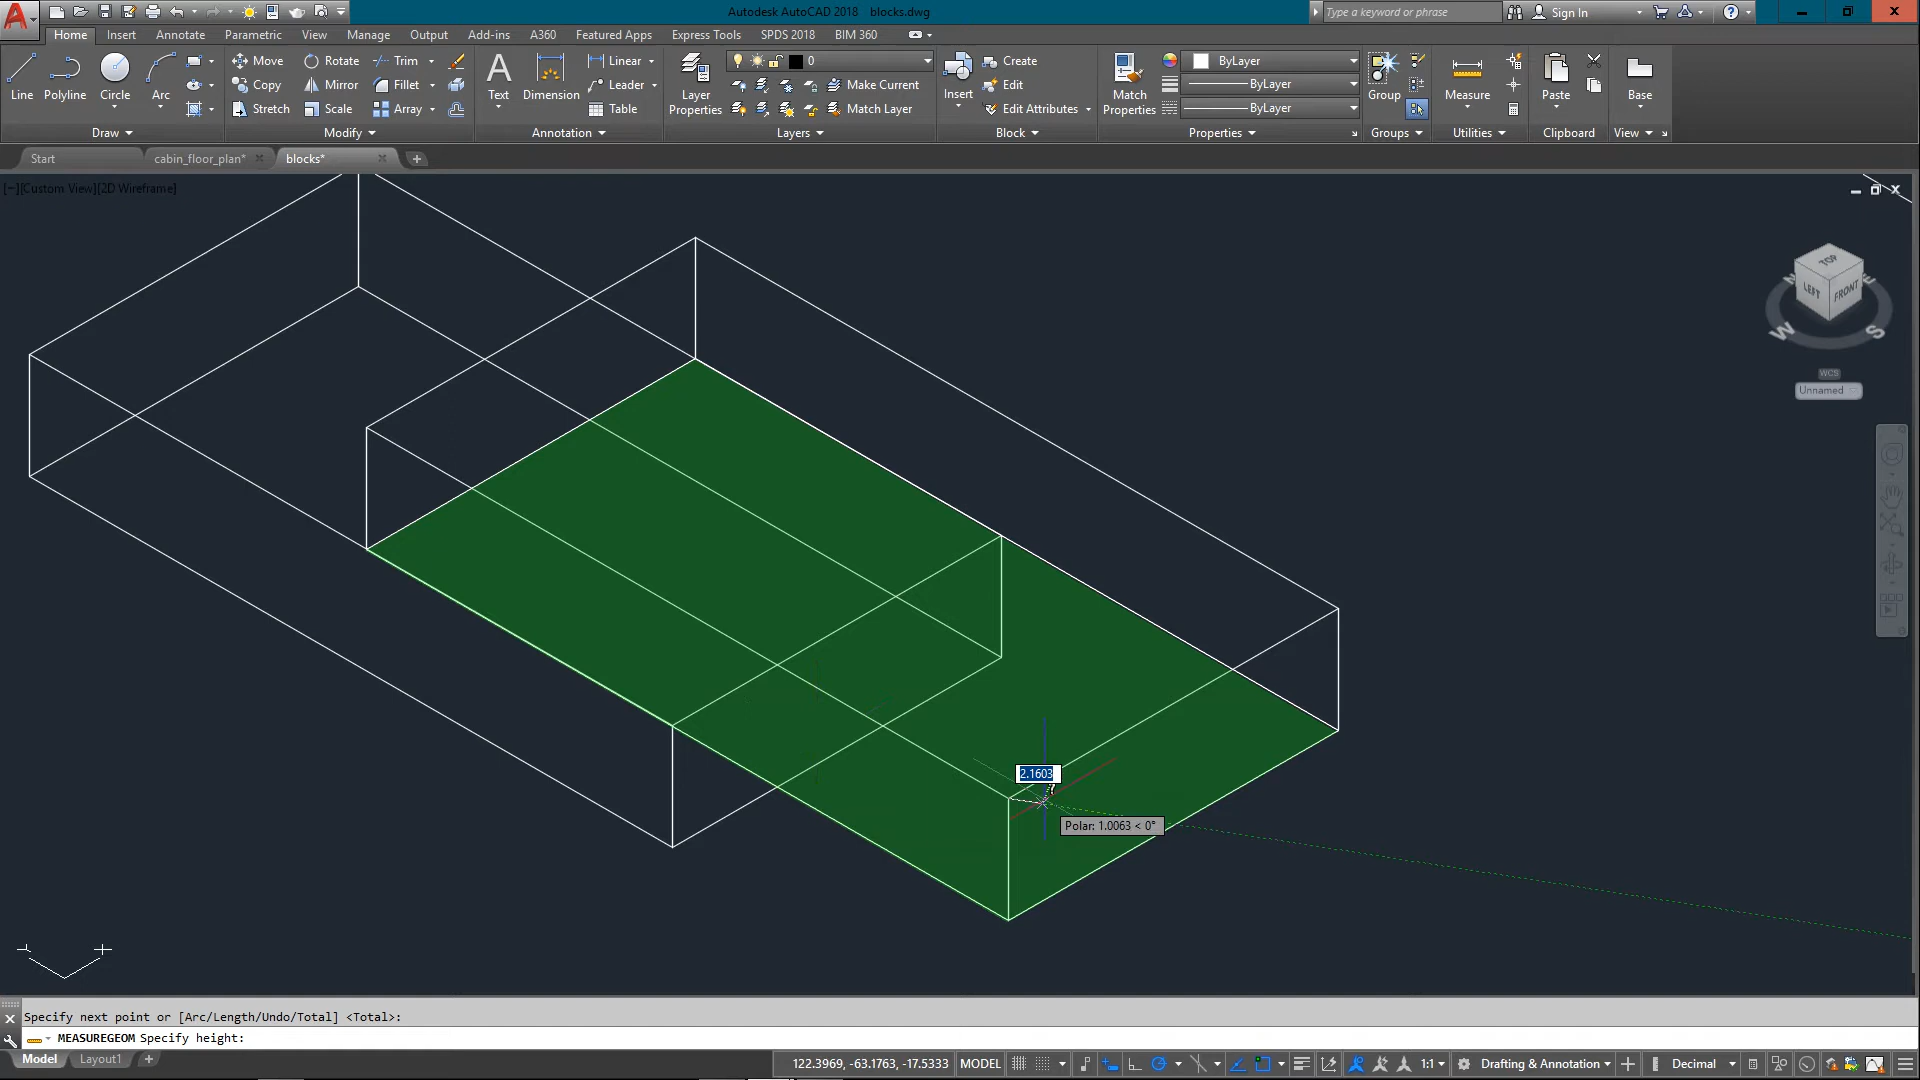 Autodesk AutoCAD 2018 blocks.dwg
Type a keyword or phrase
Sign In
Home Insert Annotate Parametric View Manage Output Add-ins A360 Featured Apps Express Tools SPDS 2018 BIM 360
Line Polyline Circle Arc
Draw
Move Rotate Trim
Copy Mirror Fillet
Stretch Scale Array
Modify
Text Dimension
Linear
Leader
Table
Annotation
Layer Properties
0
Make Current
Match Layer
Layers
Insert
Create
Edit
Edit Attributes
Block
Match Properties
ByLayer
ByLayer
ByLayer
Properties
Group
Groups
Measure
Utilities
Paste
Clipboard
Base
View
Start cabin_floor_plan* blocks*
[−][Custom View][2D Wireframe]
TOP
LEFT FRONT
N E
W S
WCS
Unnamed
2.1603
Polar: 1.0063 < 0°
Specify next point or [Arc/Length/Undo/Total] <Total>:
MEASUREGEOM Specify height:
Model Layout1
122.3969, -63.1763, -17.5333 MODEL 1:1 Drafting & Annotation Decimal